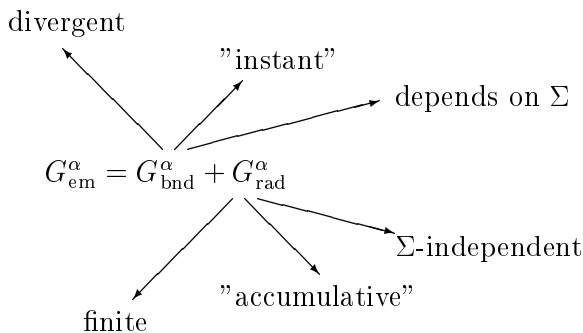 divergent
"instant"
depends on Σ
G^α_em = G^α_bnd + G^α_rad
Σ-independent
"accumulative"
finite